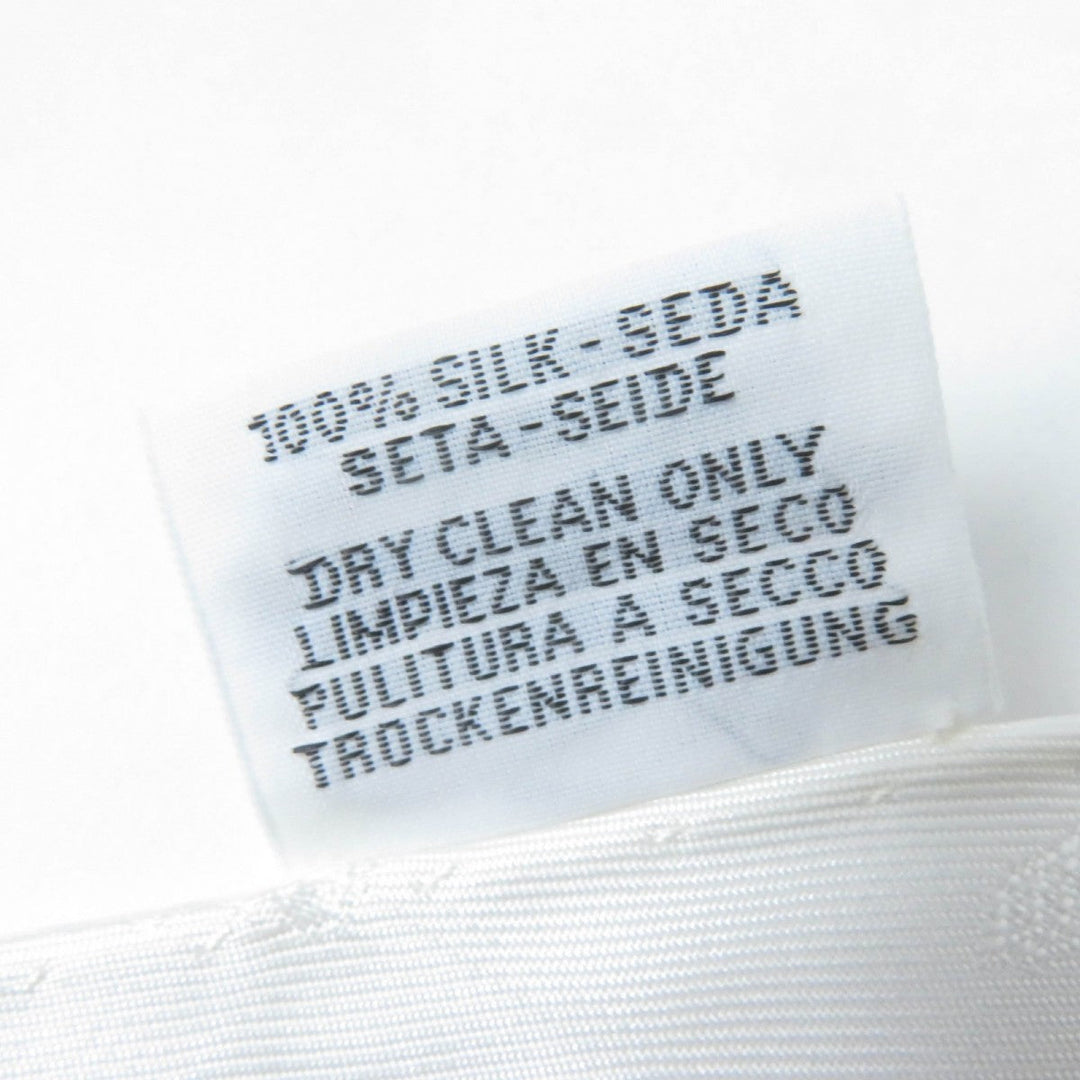 100% SILK - SEDA
SETA - SEIDE
DRY CLEAN ONLY
LIMPIEZA EN SECO
PULITURA A SECCO
TROCKENREINIGUNG